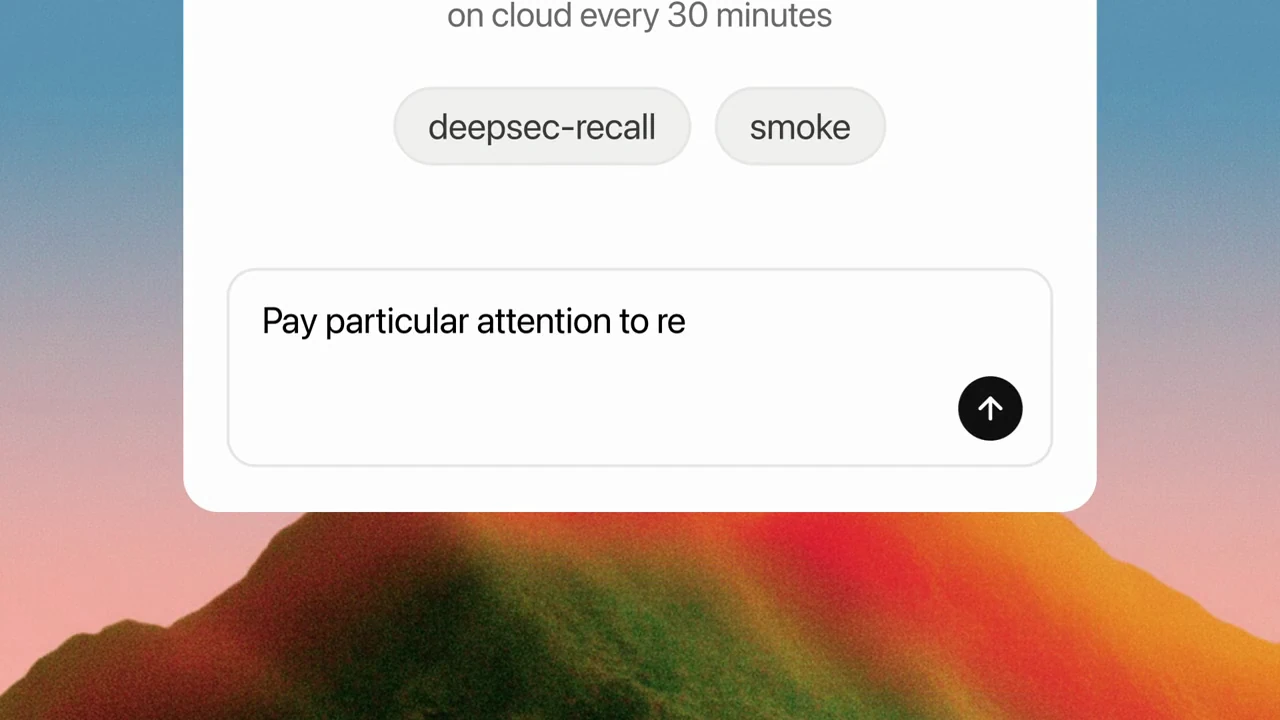 on cloud every 30 minutes
deepsec-recall smoke
Pay particular attention to re